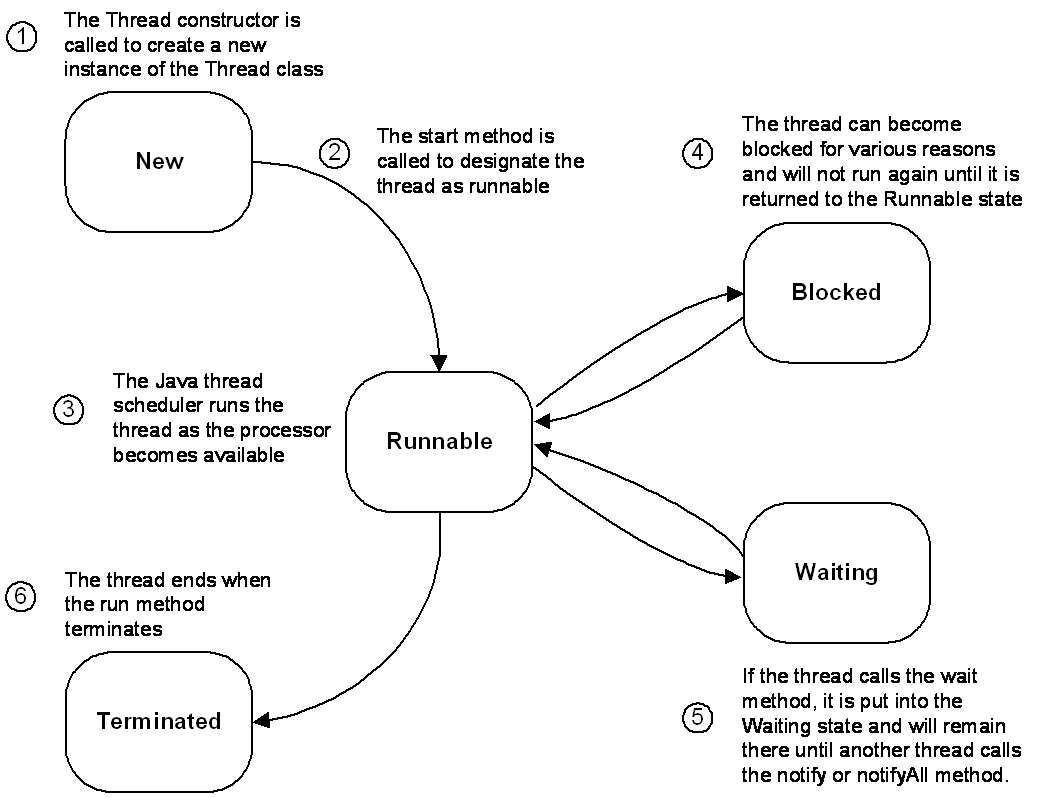 1
The Thread constructor is
called to create a new
instance of the Thread class
New
2
The start method is
called to designate the
thread as runnable
4
The thread can become
blocked for various reasons
and will not run again until it is
returned to the Runnable state
Blocked
3
The Java thread
scheduler runs the
thread as the processor
becomes available
Runnable
Waiting
6
The thread ends when
the run method
terminates
Terminated
5
If the thread calls the wait
method, it is put into the
Waiting state and will remain
there until another thread calls
the notify or notifyAll method.